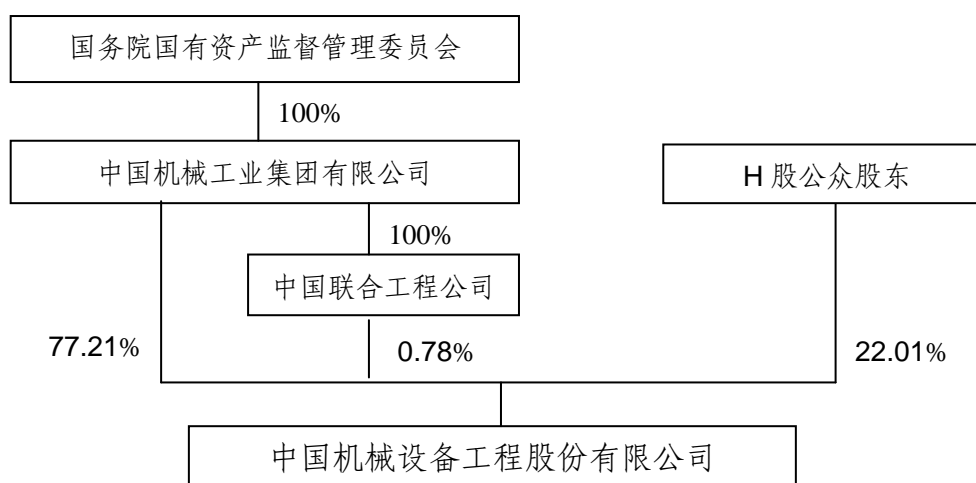 国务院国有资产监督管理委员会
100%
中国机械工业集团有限公司
H 股公众股东
100%
中国联合工程公司
77.21%
0.78%
22.01%
中国机械设备工程股份有限公司